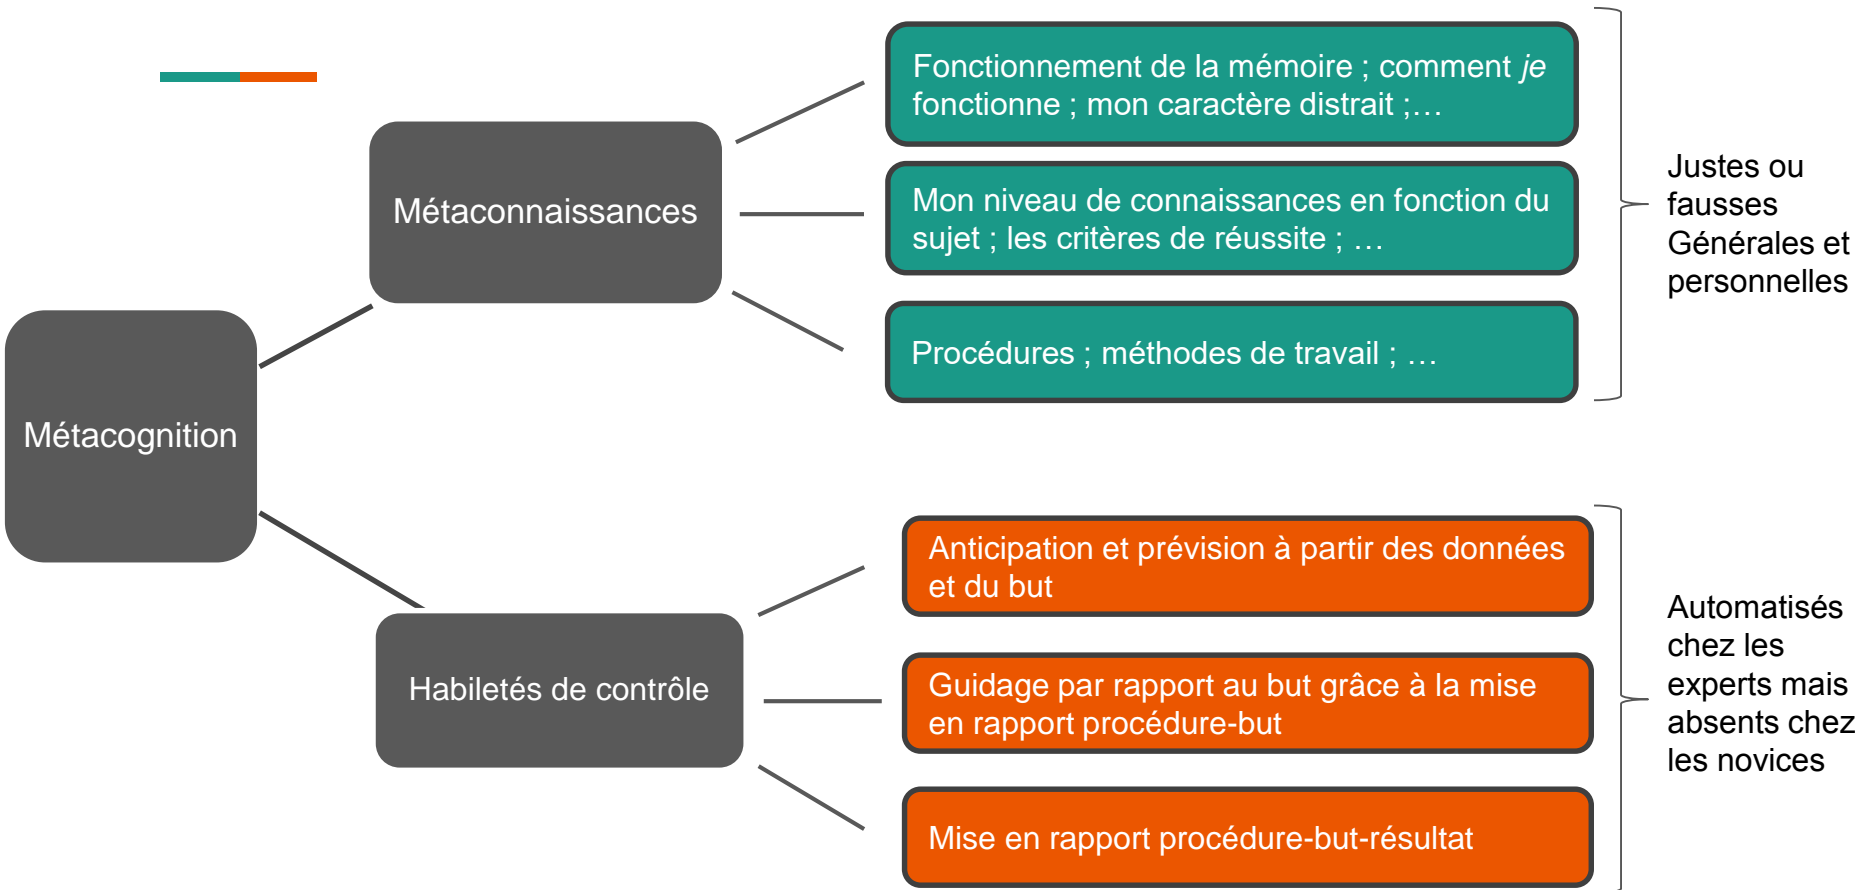 Métacognition
Métaconnaissances
Fonctionnement de la mémoire ; comment je
fonctionne ; mon caractère distrait ;…
Mon niveau de connaissances en fonction du
sujet ; les critères de réussite ; …
Procédures ; méthodes de travail ; …
Justes ou
fausses
Générales et
personnelles
Habiletés de contrôle
Anticipation et prévision à partir des données
et du but
Guidage par rapport au but grâce à la mise
en rapport procédure-but
Mise en rapport procédure-but-résultat
Automatisés
chez les
experts mais
absents chez
les novices